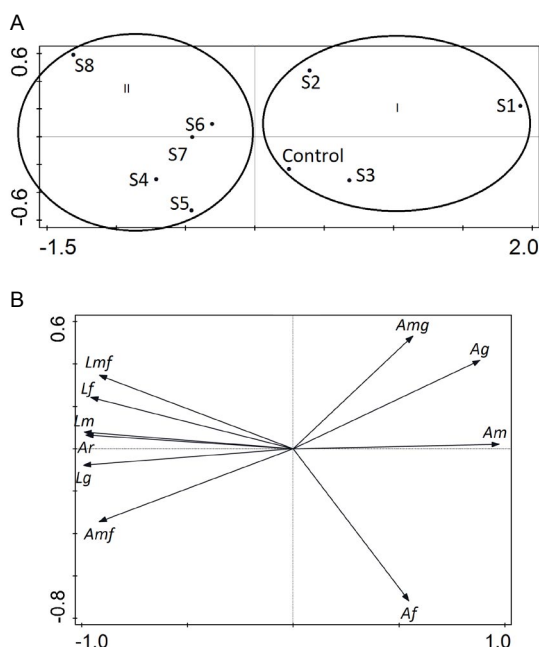 A
0.6
-0.6
S8
II
S6
S7
S4
S5
S2
I
S1
Control
S3
-1.5
2.0
B
0.6
-0.8
Amg
Ag
Am
Af
Lmf
Lf
Lm
Ar
Lg
Amf
-1.0
1.0